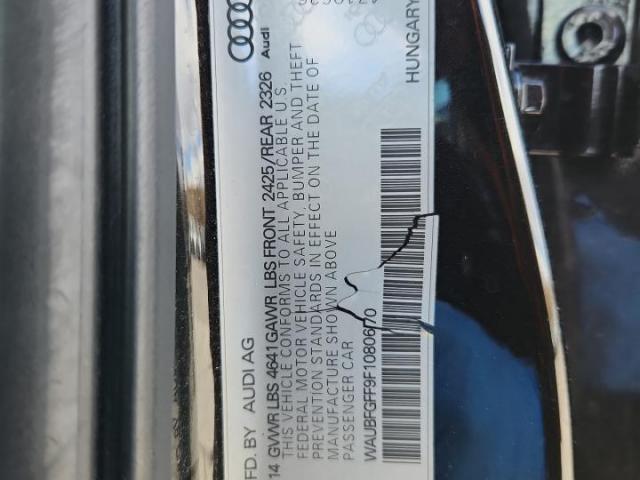 MFD. BY AUDI AG
14 GVWR LBS 4641 GAWR LBS FRONT 2425/REAR 2326 Audi
THIS VEHICLE CONFORMS TO ALL APPLICABLE U.S.
FEDERAL MOTOR VEHICLE SAFETY, BUMPER AND THEFT
PREVENTION STANDARDS IN EFFECT ON THE DATE OF
MANUFACTURE SHOWN ABOVE
PASSENGER CAR HUNGARY
WAUBFGFF9F1080670